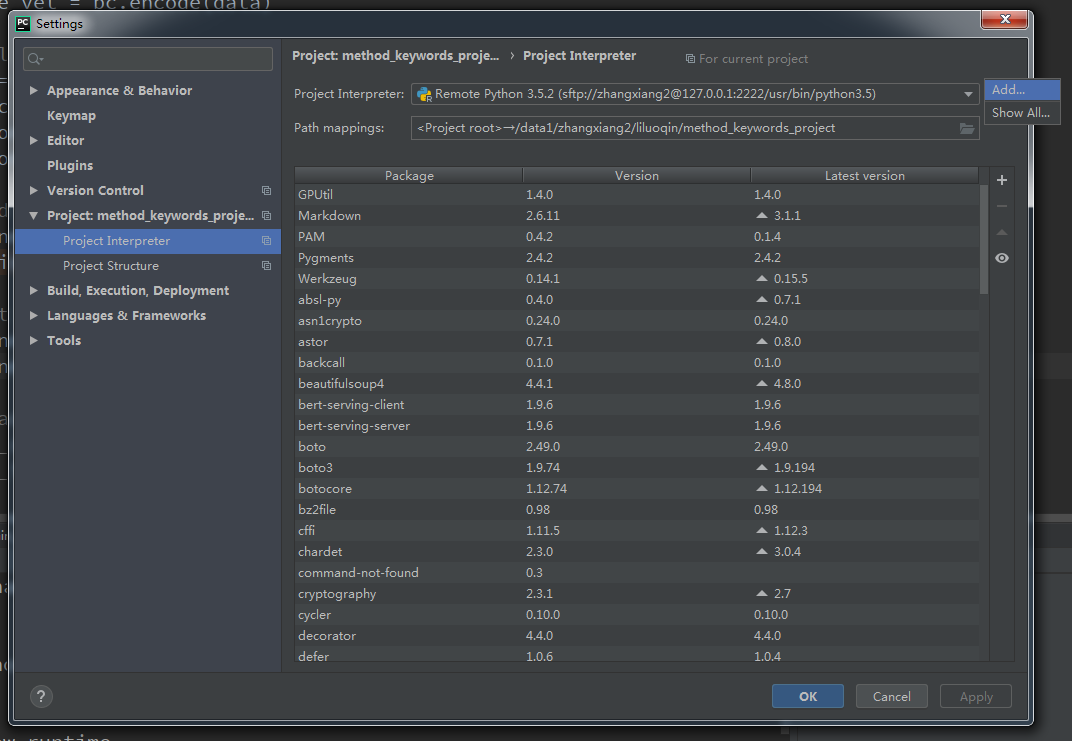 e vet = bc.encode(data)
PC Settings
Project: method_keywords_proje... › Project Interpreter For current project
Appearance & Behavior
Keymap
Editor
Plugins
Version Control
Project: method_keywords_proje...
Project Interpreter
Project Structure
Build, Execution, Deployment
Languages & Frameworks
Tools
Project Interpreter: Remote Python 3.5.2 (sftp://zhangxiang2@127.0.0.1:2222/usr/bin/python3.5)
Add...
Show All...
Path mappings: <Project root>→/data1/zhangxiang2/liluoqin/method_keywords_project
Package Version Latest version
GPUtil 1.4.0 1.4.0
Markdown 2.6.11 3.1.1
PAM 0.4.2 0.1.4
Pygments 2.4.2 2.4.2
Werkzeug 0.14.1 0.15.5
absl-py 0.4.0 0.7.1
asn1crypto 0.24.0 0.24.0
astor 0.7.1 0.8.0
backcall 0.1.0 0.1.0
beautifulsoup4 4.4.1 4.8.0
bert-serving-client 1.9.6 1.9.6
bert-serving-server 1.9.6 1.9.6
boto 2.49.0 2.49.0
boto3 1.9.74 1.9.194
botocore 1.12.74 1.12.194
bz2file 0.98 0.98
cffi 1.11.5 1.12.3
chardet 2.3.0 3.0.4
command-not-found 0.3
cryptography 2.3.1 2.7
cycler 0.10.0 0.10.0
decorator 4.4.0 4.4.0
defer 1.0.6 1.0.4
? OK Cancel Apply